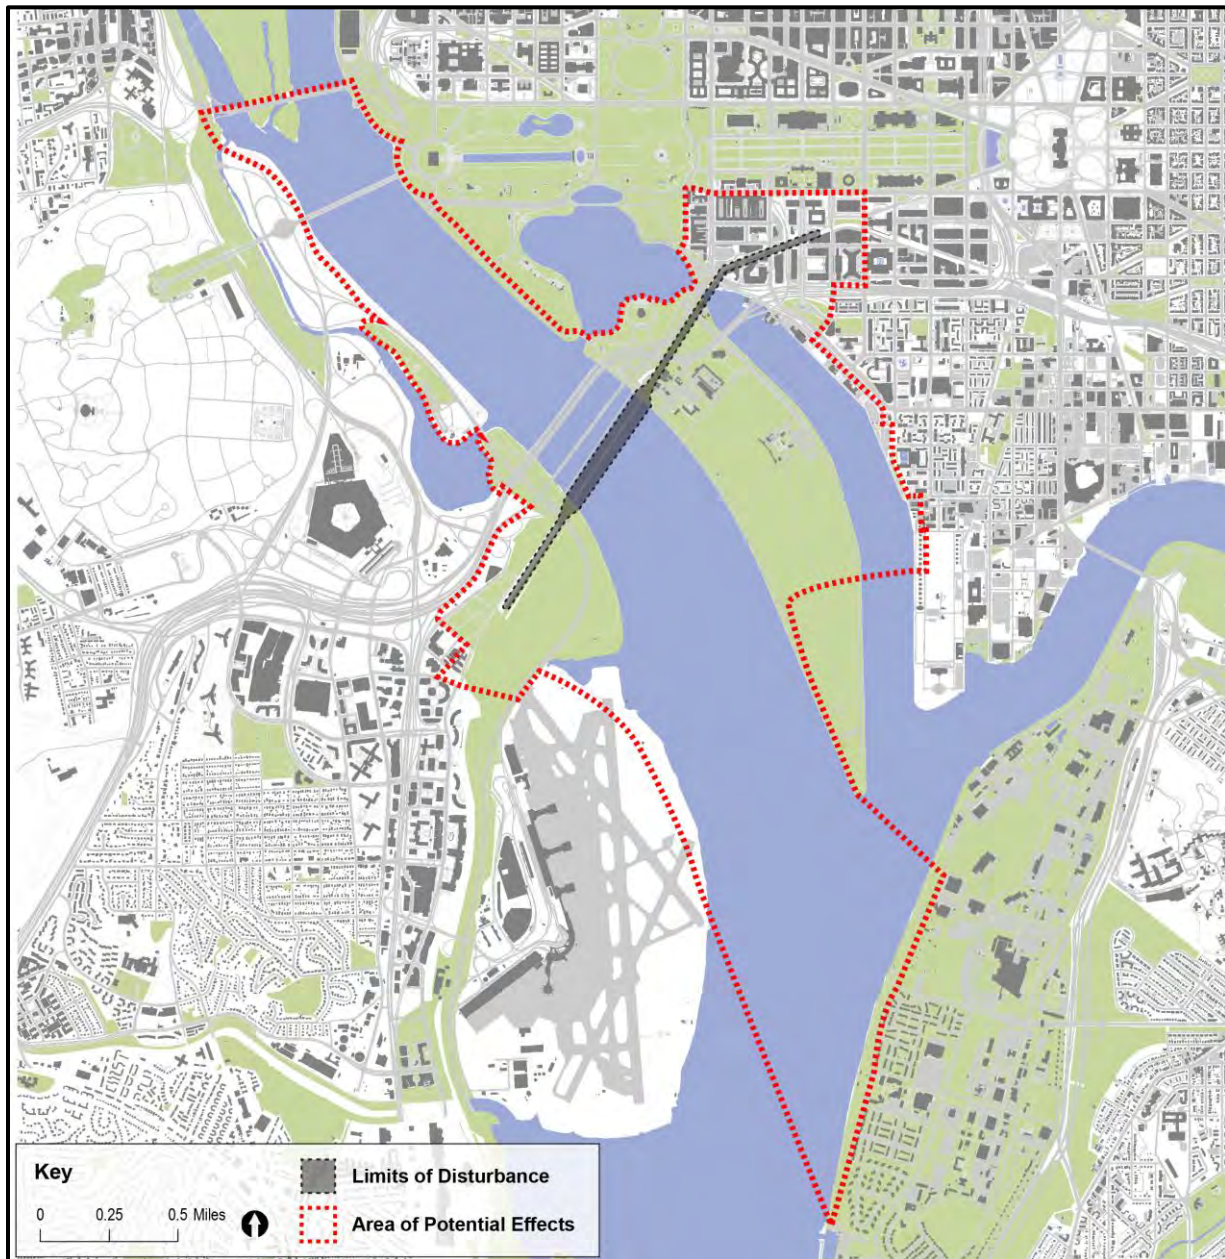 Key
0 0.25 0.5 Miles
Limits of Disturbance
Area of Potential Effects